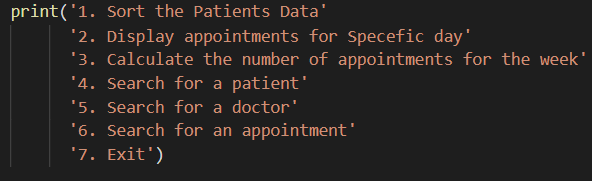 print('1. Sort the Patients Data'
'2. Display appointments for Specefic day'
'3. Calculate the number of appointments for the week'
'4. Search for a patient'
'5. Search for a doctor'
'6. Search for an appointment'
'7. Exit')